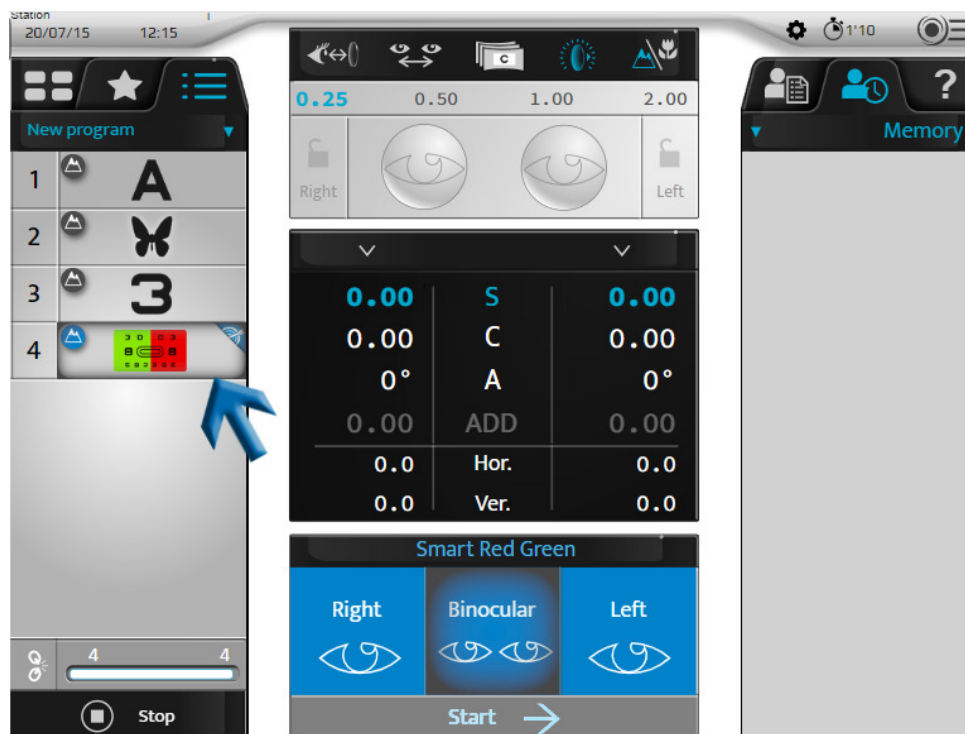 Station
20/07/15 12:15
1'10
C
0.25 0.50 1.00 2.00
New program
Memory
?
Right
Left
1 A
2
3 3
4
0.00 S 0.00
0.00 C 0.00
0° A 0°
0.00 ADD 0.00
0.0 Hor. 0.0
0.0 Ver. 0.0
Smart Red Green
Right Binocular Left
4 4
Stop
Start